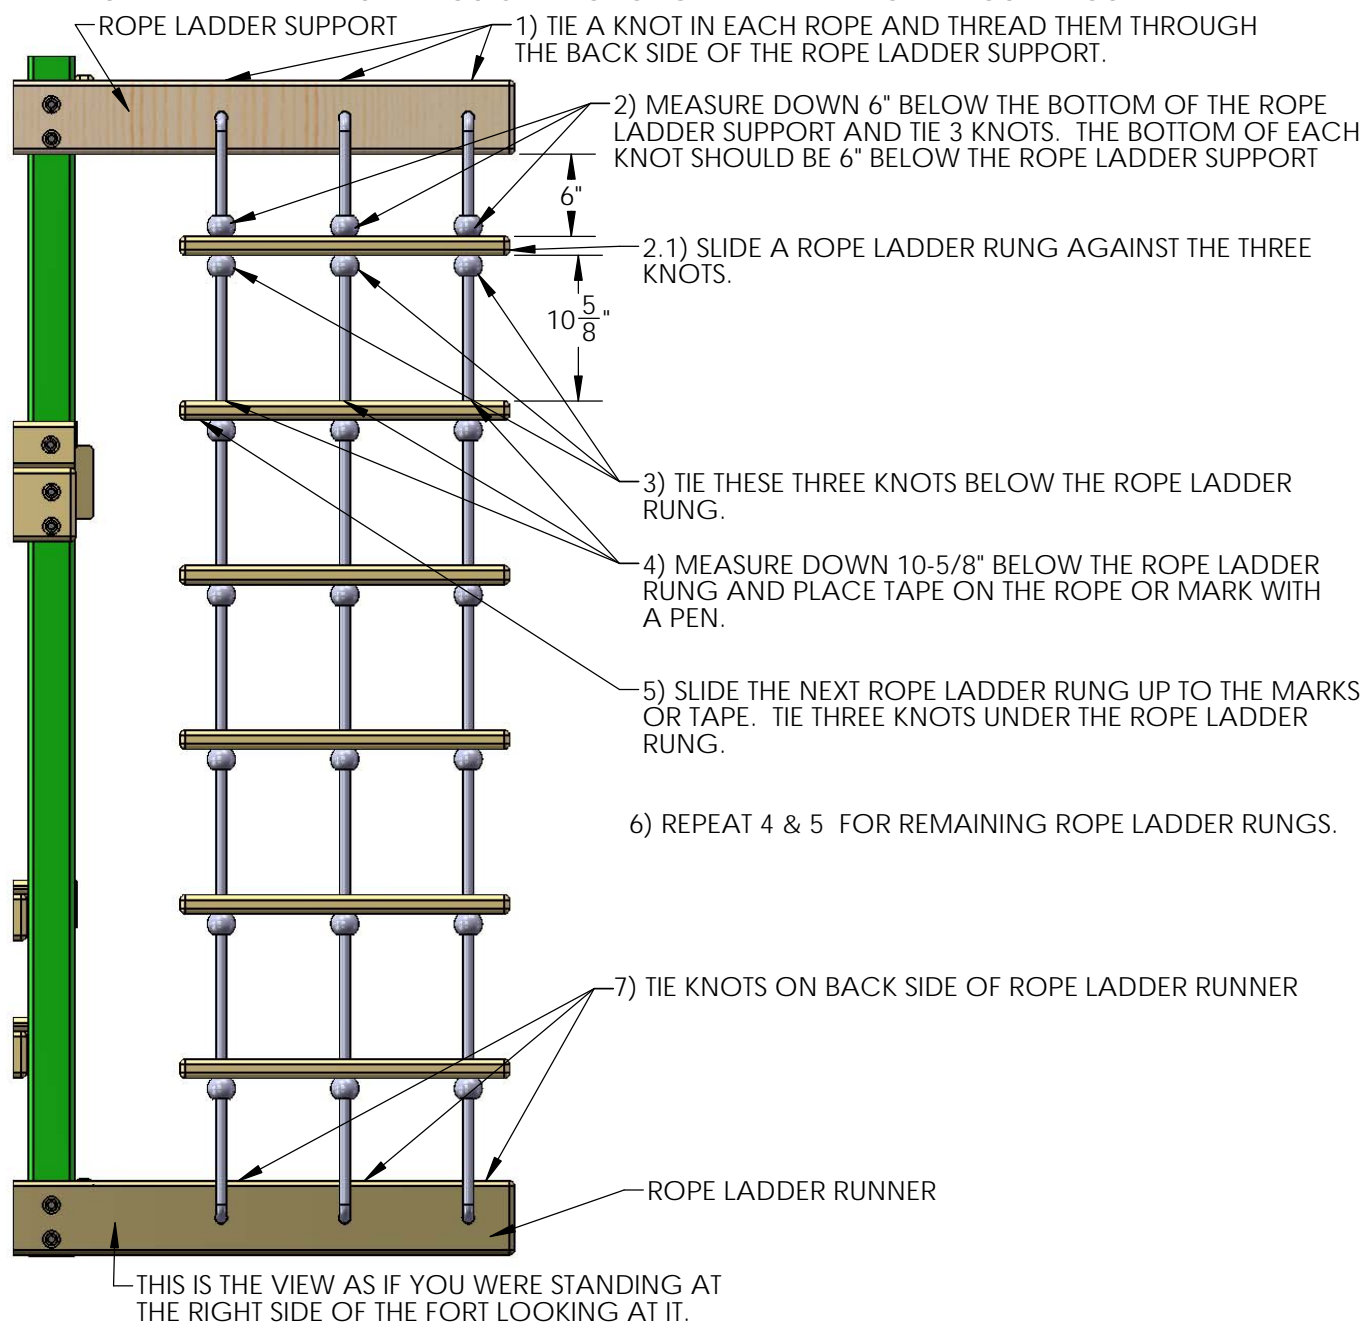 ROPE LADDER SUPPORT
1) TIE A KNOT IN EACH ROPE AND THREAD THEM THROUGH
THE BACK SIDE OF THE ROPE LADDER SUPPORT.
2) MEASURE DOWN 6" BELOW THE BOTTOM OF THE ROPE
LADDER SUPPORT AND TIE 3 KNOTS. THE BOTTOM OF EACH
KNOT SHOULD BE 6" BELOW THE ROPE LADDER SUPPORT
6"
2.1) SLIDE A ROPE LADDER RUNG AGAINST THE THREE
KNOTS.
10 5/8"
3) TIE THESE THREE KNOTS BELOW THE ROPE LADDER
RUNG.
4) MEASURE DOWN 10-5/8" BELOW THE ROPE LADDER
RUNG AND PLACE TAPE ON THE ROPE OR MARK WITH
A PEN.
5) SLIDE THE NEXT ROPE LADDER RUNG UP TO THE MARKS
OR TAPE. TIE THREE KNOTS UNDER THE ROPE LADDER
RUNG.
6) REPEAT 4 & 5 FOR REMAINING ROPE LADDER RUNGS.
7) TIE KNOTS ON BACK SIDE OF ROPE LADDER RUNNER
ROPE LADDER RUNNER
THIS IS THE VIEW AS IF YOU WERE STANDING AT
THE RIGHT SIDE OF THE FORT LOOKING AT IT.